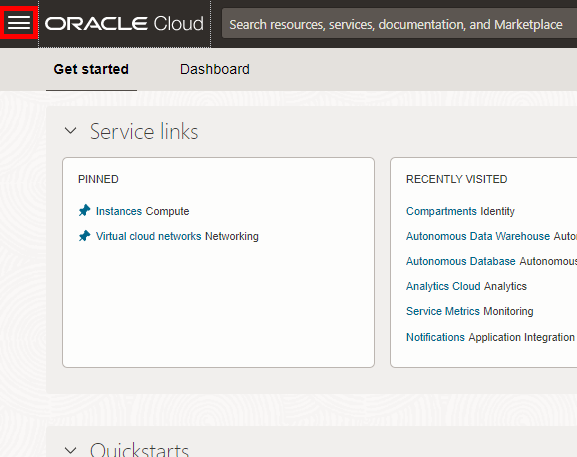 ORACLE Cloud
Search resources, services, documentation, and Marketplace
Get started
Dashboard
Service links
PINNED
Instances Compute
Virtual cloud networks Networking
RECENTLY VISITED
Compartments Identity
Autonomous Data Warehouse Auto
Autonomous Database Autonomous
Analytics Cloud Analytics
Service Metrics Monitoring
Notifications Application Integration
Quickstarts